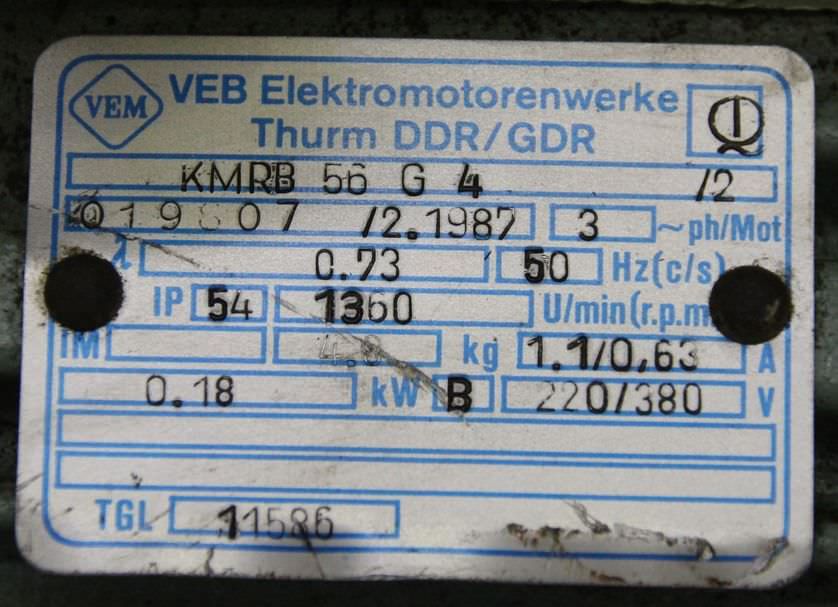 VEM VEB Elektromotorenwerke
Thurm DDR/GDR
KMRB 56 G 4 /2
/2.1987 3 ~ph/Mot
0.73 50 Hz(c/s)
IP 54 1360 U/min(r.p.m
IM kg 1.1/0,63 A
0.18 kW B 220/380 V
TGL 11586